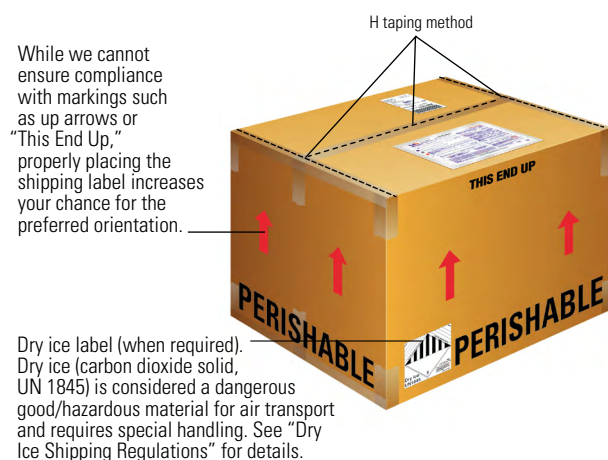 H taping method
While we cannot
ensure compliance
with markings such
as up arrows or
“This End Up,”
properly placing the
shipping label increases
your chance for the
preferred orientation.
THIS END UP
PERISHABLE
PERISHABLE
Dry ice
UN1845
Dry ice label (when required).
Dry ice (carbon dioxide solid,
UN 1845) is considered a dangerous
good/hazardous material for air transport
and requires special handling. See “Dry
Ice Shipping Regulations” for details.